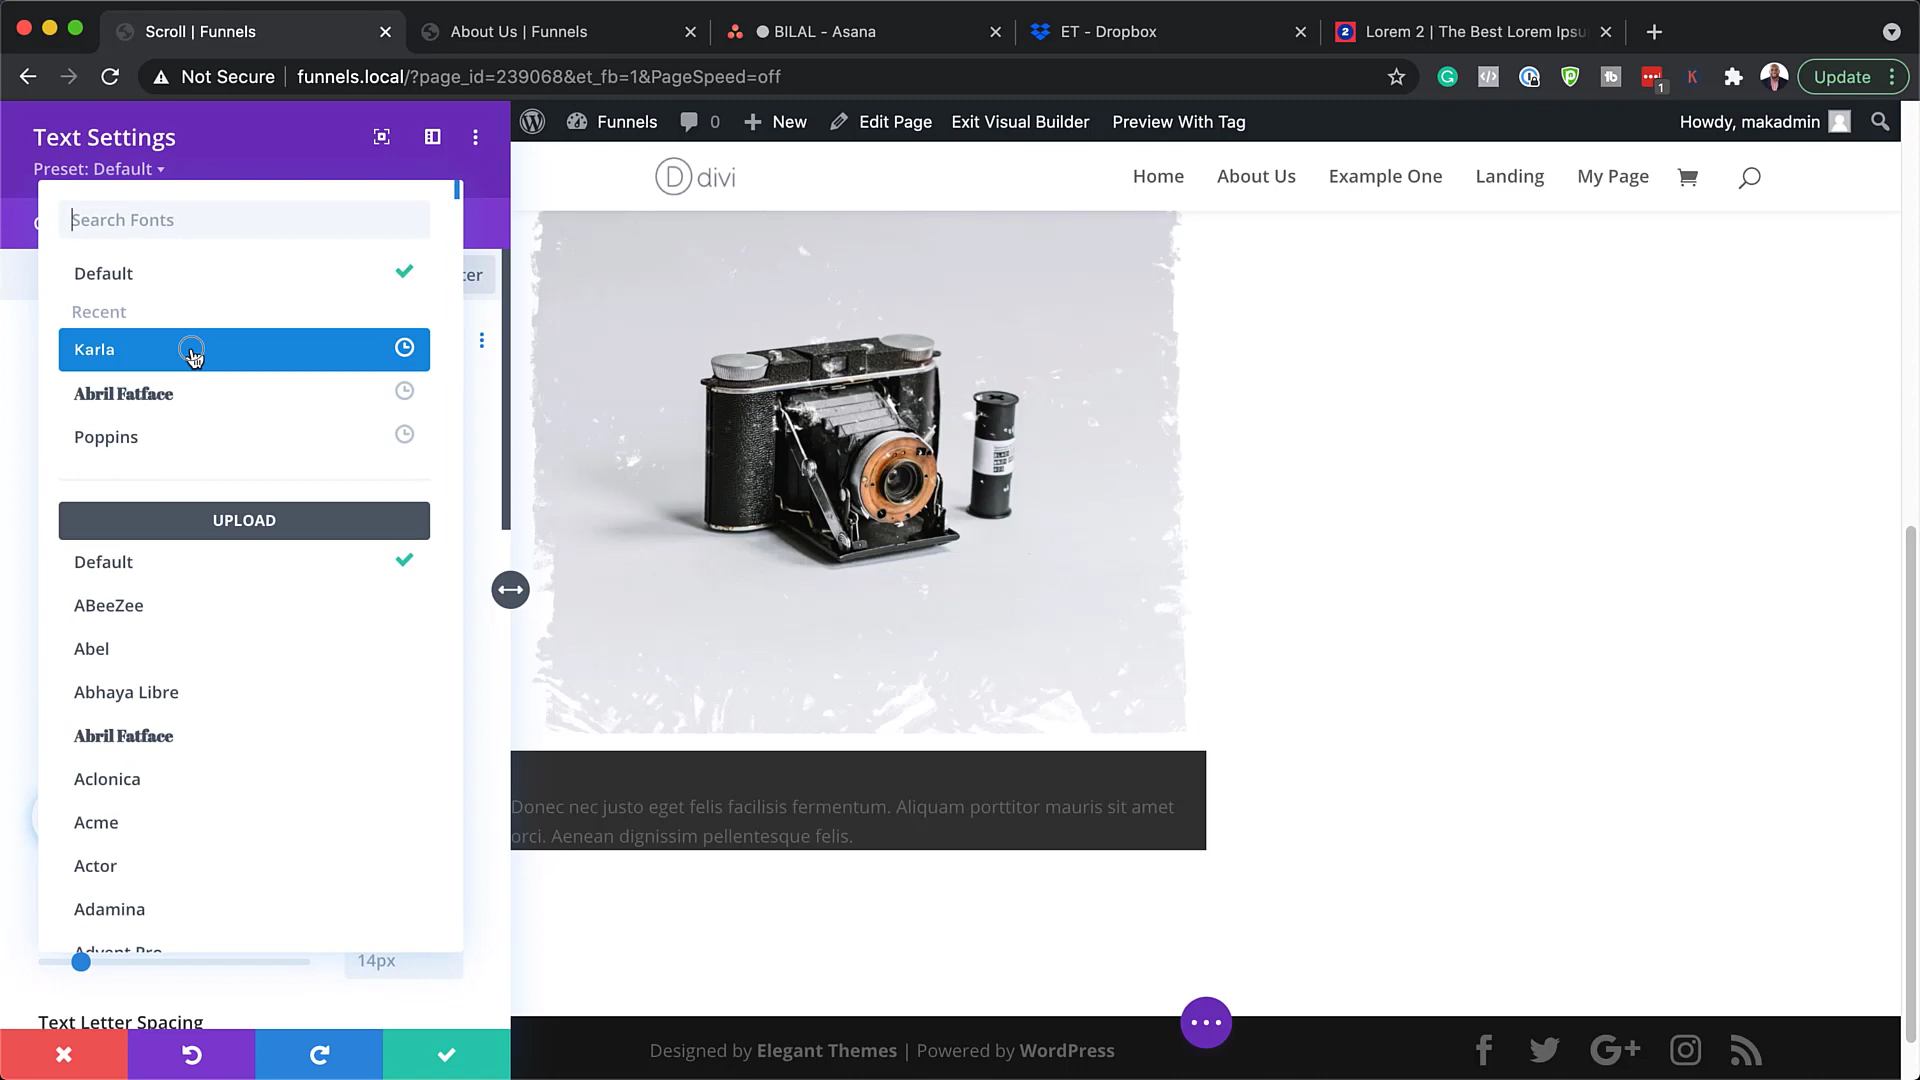 Scroll | Funnels
About Us | Funnels
BILAL - Asana
ET - Dropbox
Lorem 2 | The Best Lorem Ipsu
Not Secure
funnels.local/?page_id=239068&et_fb=1&PageSpeed=off
1
Update
Text Settings
Preset: Default
Funnels
0
New
Edit Page
Exit Visual Builder
Preview With Tag
Howdy, makadmin
D divi
Home
About Us
Example One
Landing
My Page
Search Fonts
Default
ter
Recent
Karla
Abril Fatface
Poppins
UPLOAD
Default
ABeeZee
Abel
Abhaya Libre
Abril Fatface
Aclonica
Acme
Actor
Adamina
Advent Pro
14px
Text Letter Spacing
Donec nec justo eget felis facilisis fermentum. Aliquam porttitor mauris sit amet
orci. Aenean dignissim pellentesque felis.
Designed by Elegant Themes | Powered by WordPress